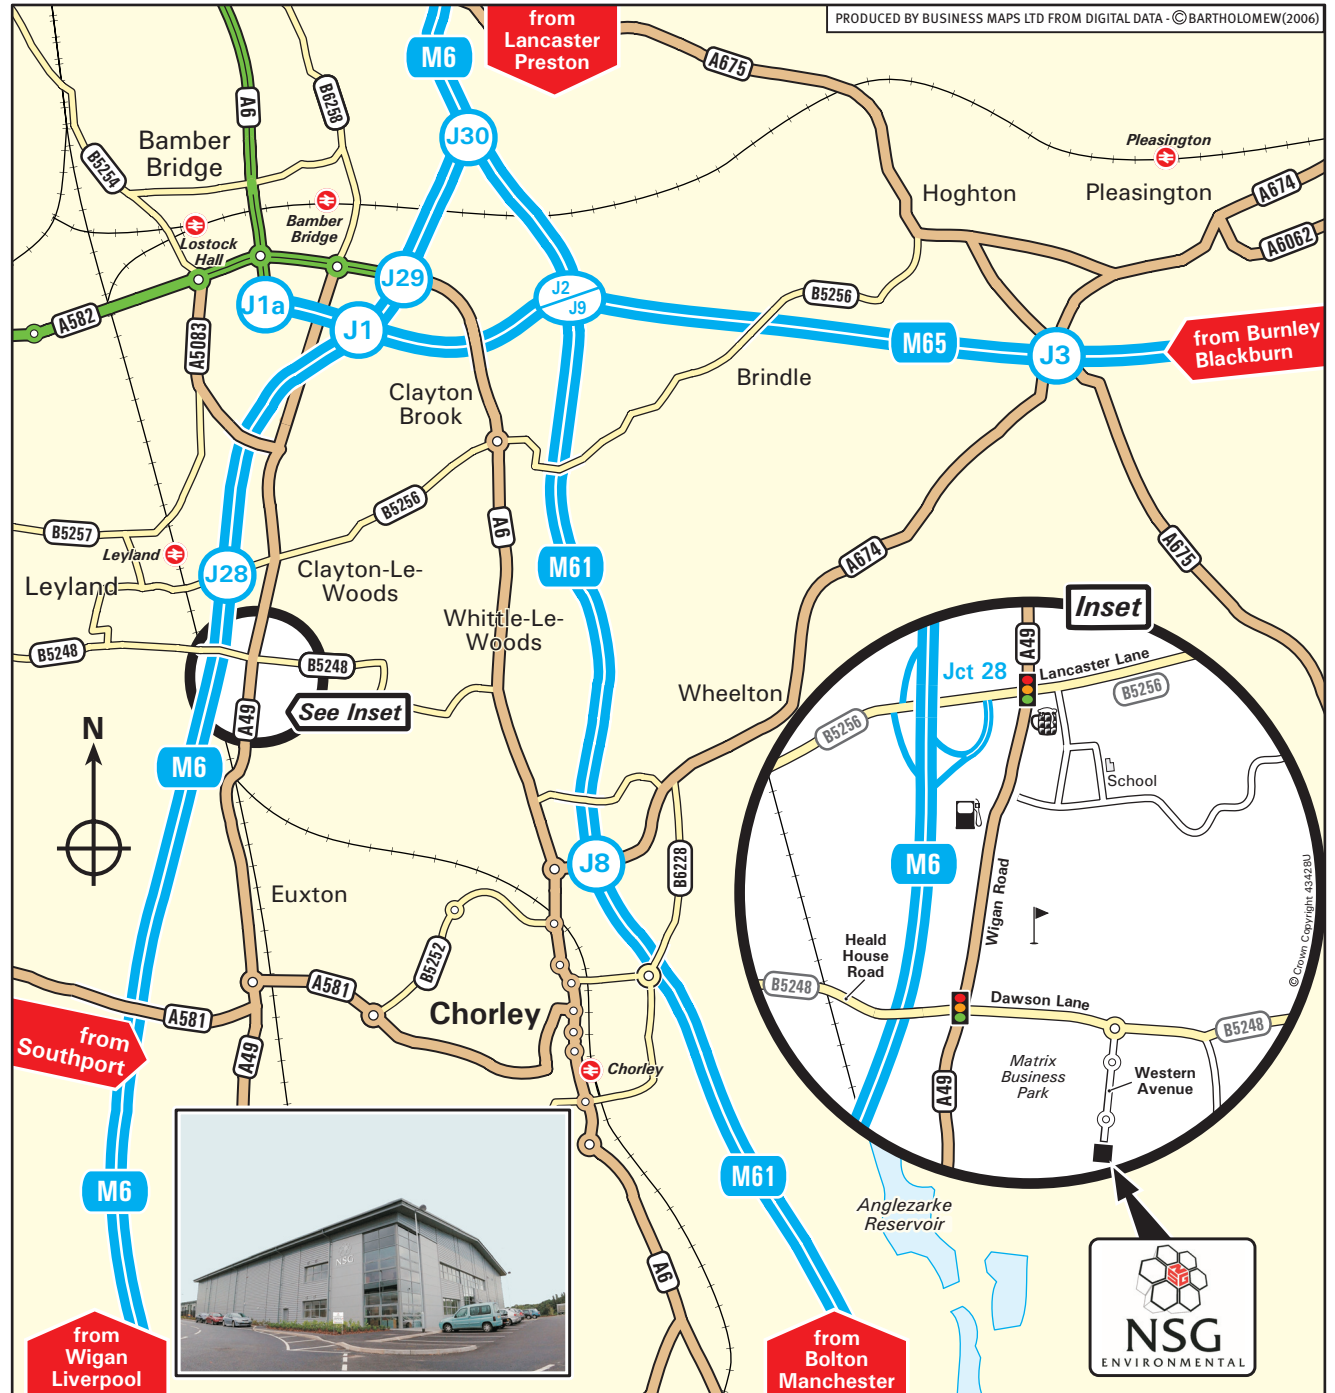 PRODUCED BY BUSINESS MAPS LTD FROM DIGITAL DATA - © BARTHOLOMEW(2006)
from
Lancaster
Preston
M6
A675
A6
B6258
J30
Bamber
Bridge
B5254
Pleasington
Hoghton
Pleasington
A674
A6062
Bamber
Bridge
Lostock
Hall
J29
J1a
J1
J2
J9
B5256
A582
A5083
M65
J3
from Burnley
Blackburn
Brindle
Clayton
Brook
B5256
A6
B5257
Leyland
J28
Leyland
Clayton-Le-
Woods
M61
A674
A675
Whittle-Le-
Woods
B5248
B5248
See Inset
A49
Wheelton
N
M6
J8
B6228
Euxton
B5252
A581
A581
Chorley
from
Southport
A49
Chorley
M6
M61
NSG
A6
from
Wigan
Liverpool
from
Bolton
Manchester
Inset
A49
Lancaster Lane
Jct 28
B5256
B5256
School
M6
Wigan Road
© Crown Copyright 43428U
Heald
House
Road
B5248
Dawson Lane
B5248
Matrix
Business
Park
Western
Avenue
A49
Anglezarke
Reservoir
NSG
NSG
ENVIRONMENTAL